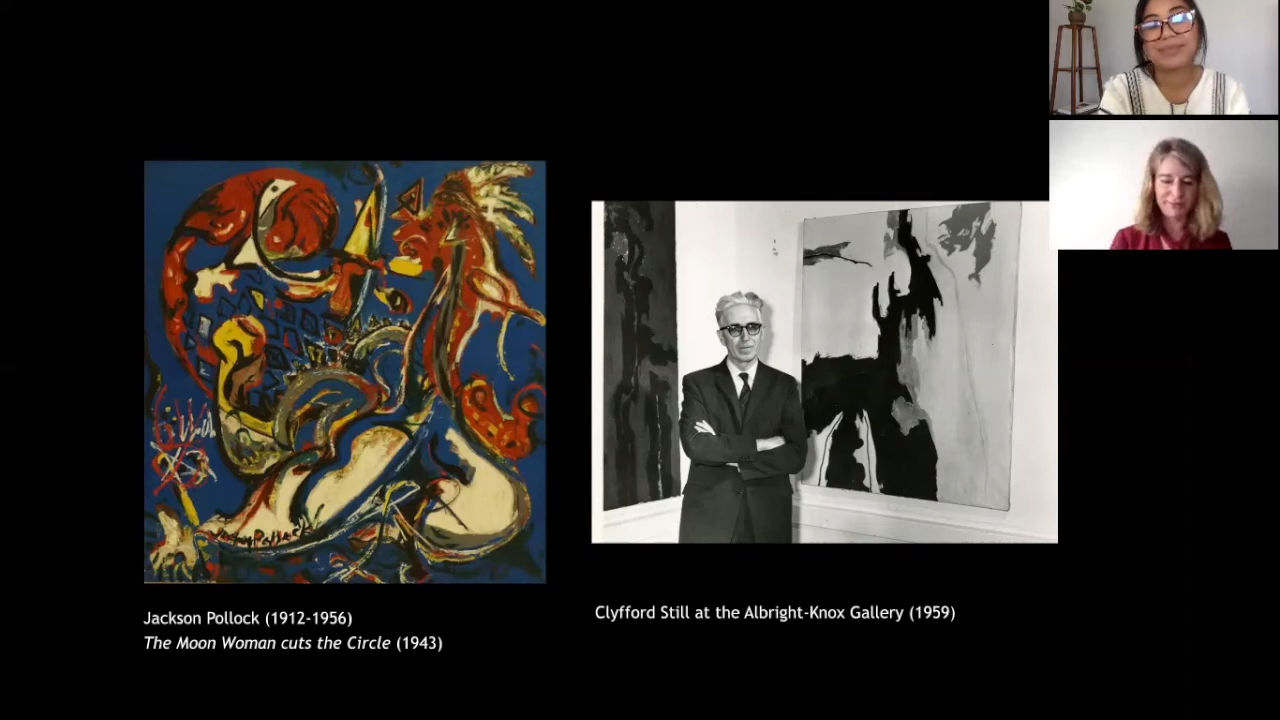 Jackson Pollock (1912-1956)
The Moon Woman cuts the Circle (1943)
Clyfford Still at the Albright-Knox Gallery (1959)